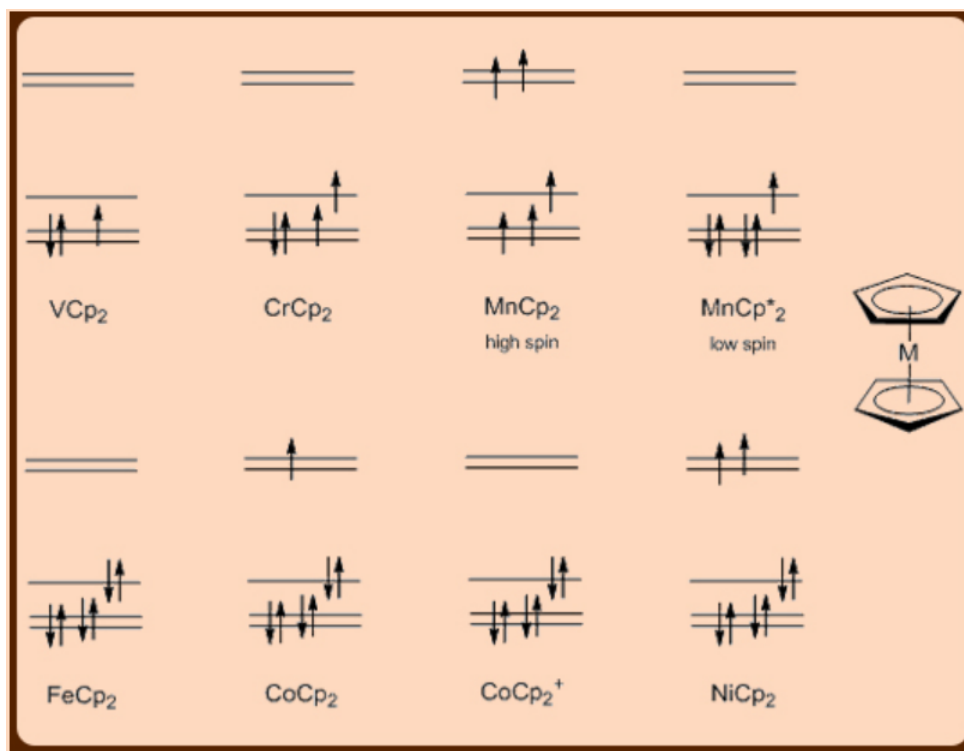 VCp₂
CrCp₂
MnCp₂
high spin
MnCp*₂
low spin
M
FeCp₂
CoCp₂
CoCp₂⁺
NiCp₂